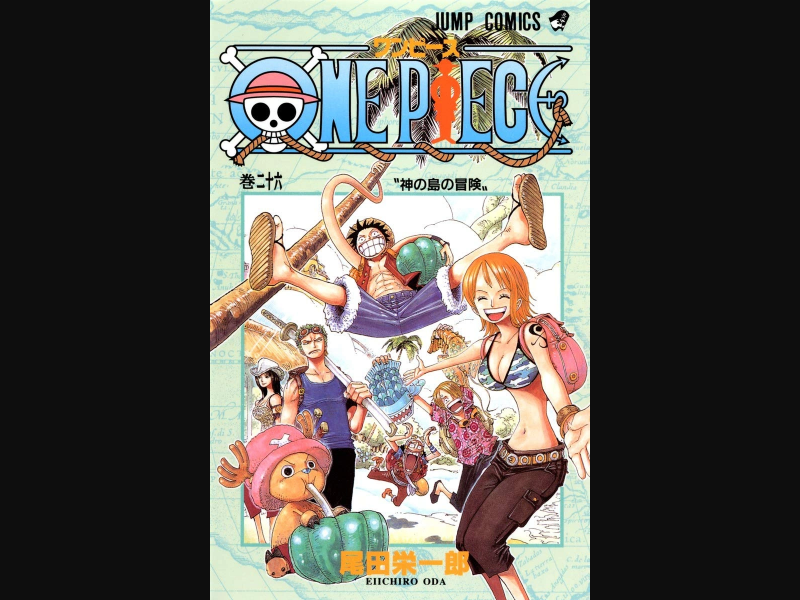 JUMP COMICS
ワンピース
ONE PIECE
巻二十六
〝神の島の冒険〟
尾田栄一郎
EIICHIRO ODA